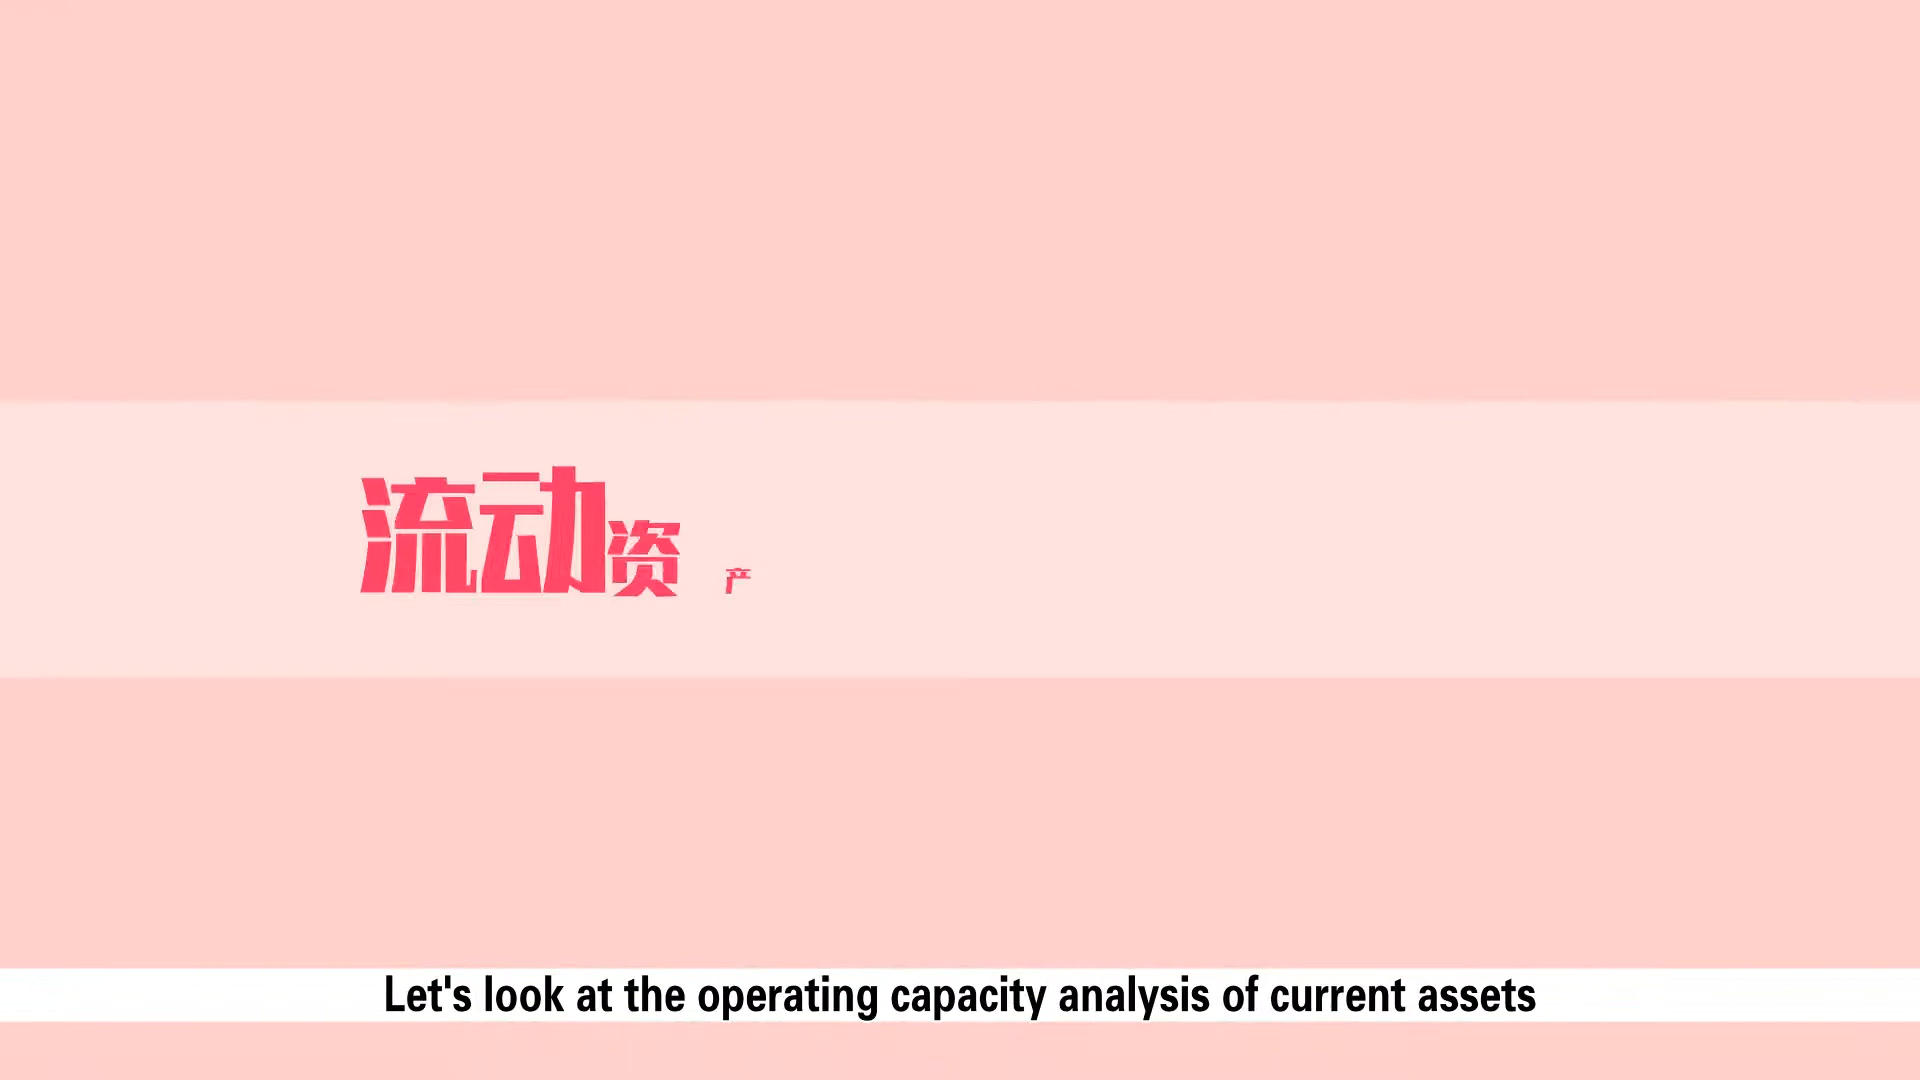 流动资产
Let's look at the operating capacity analysis of current assets